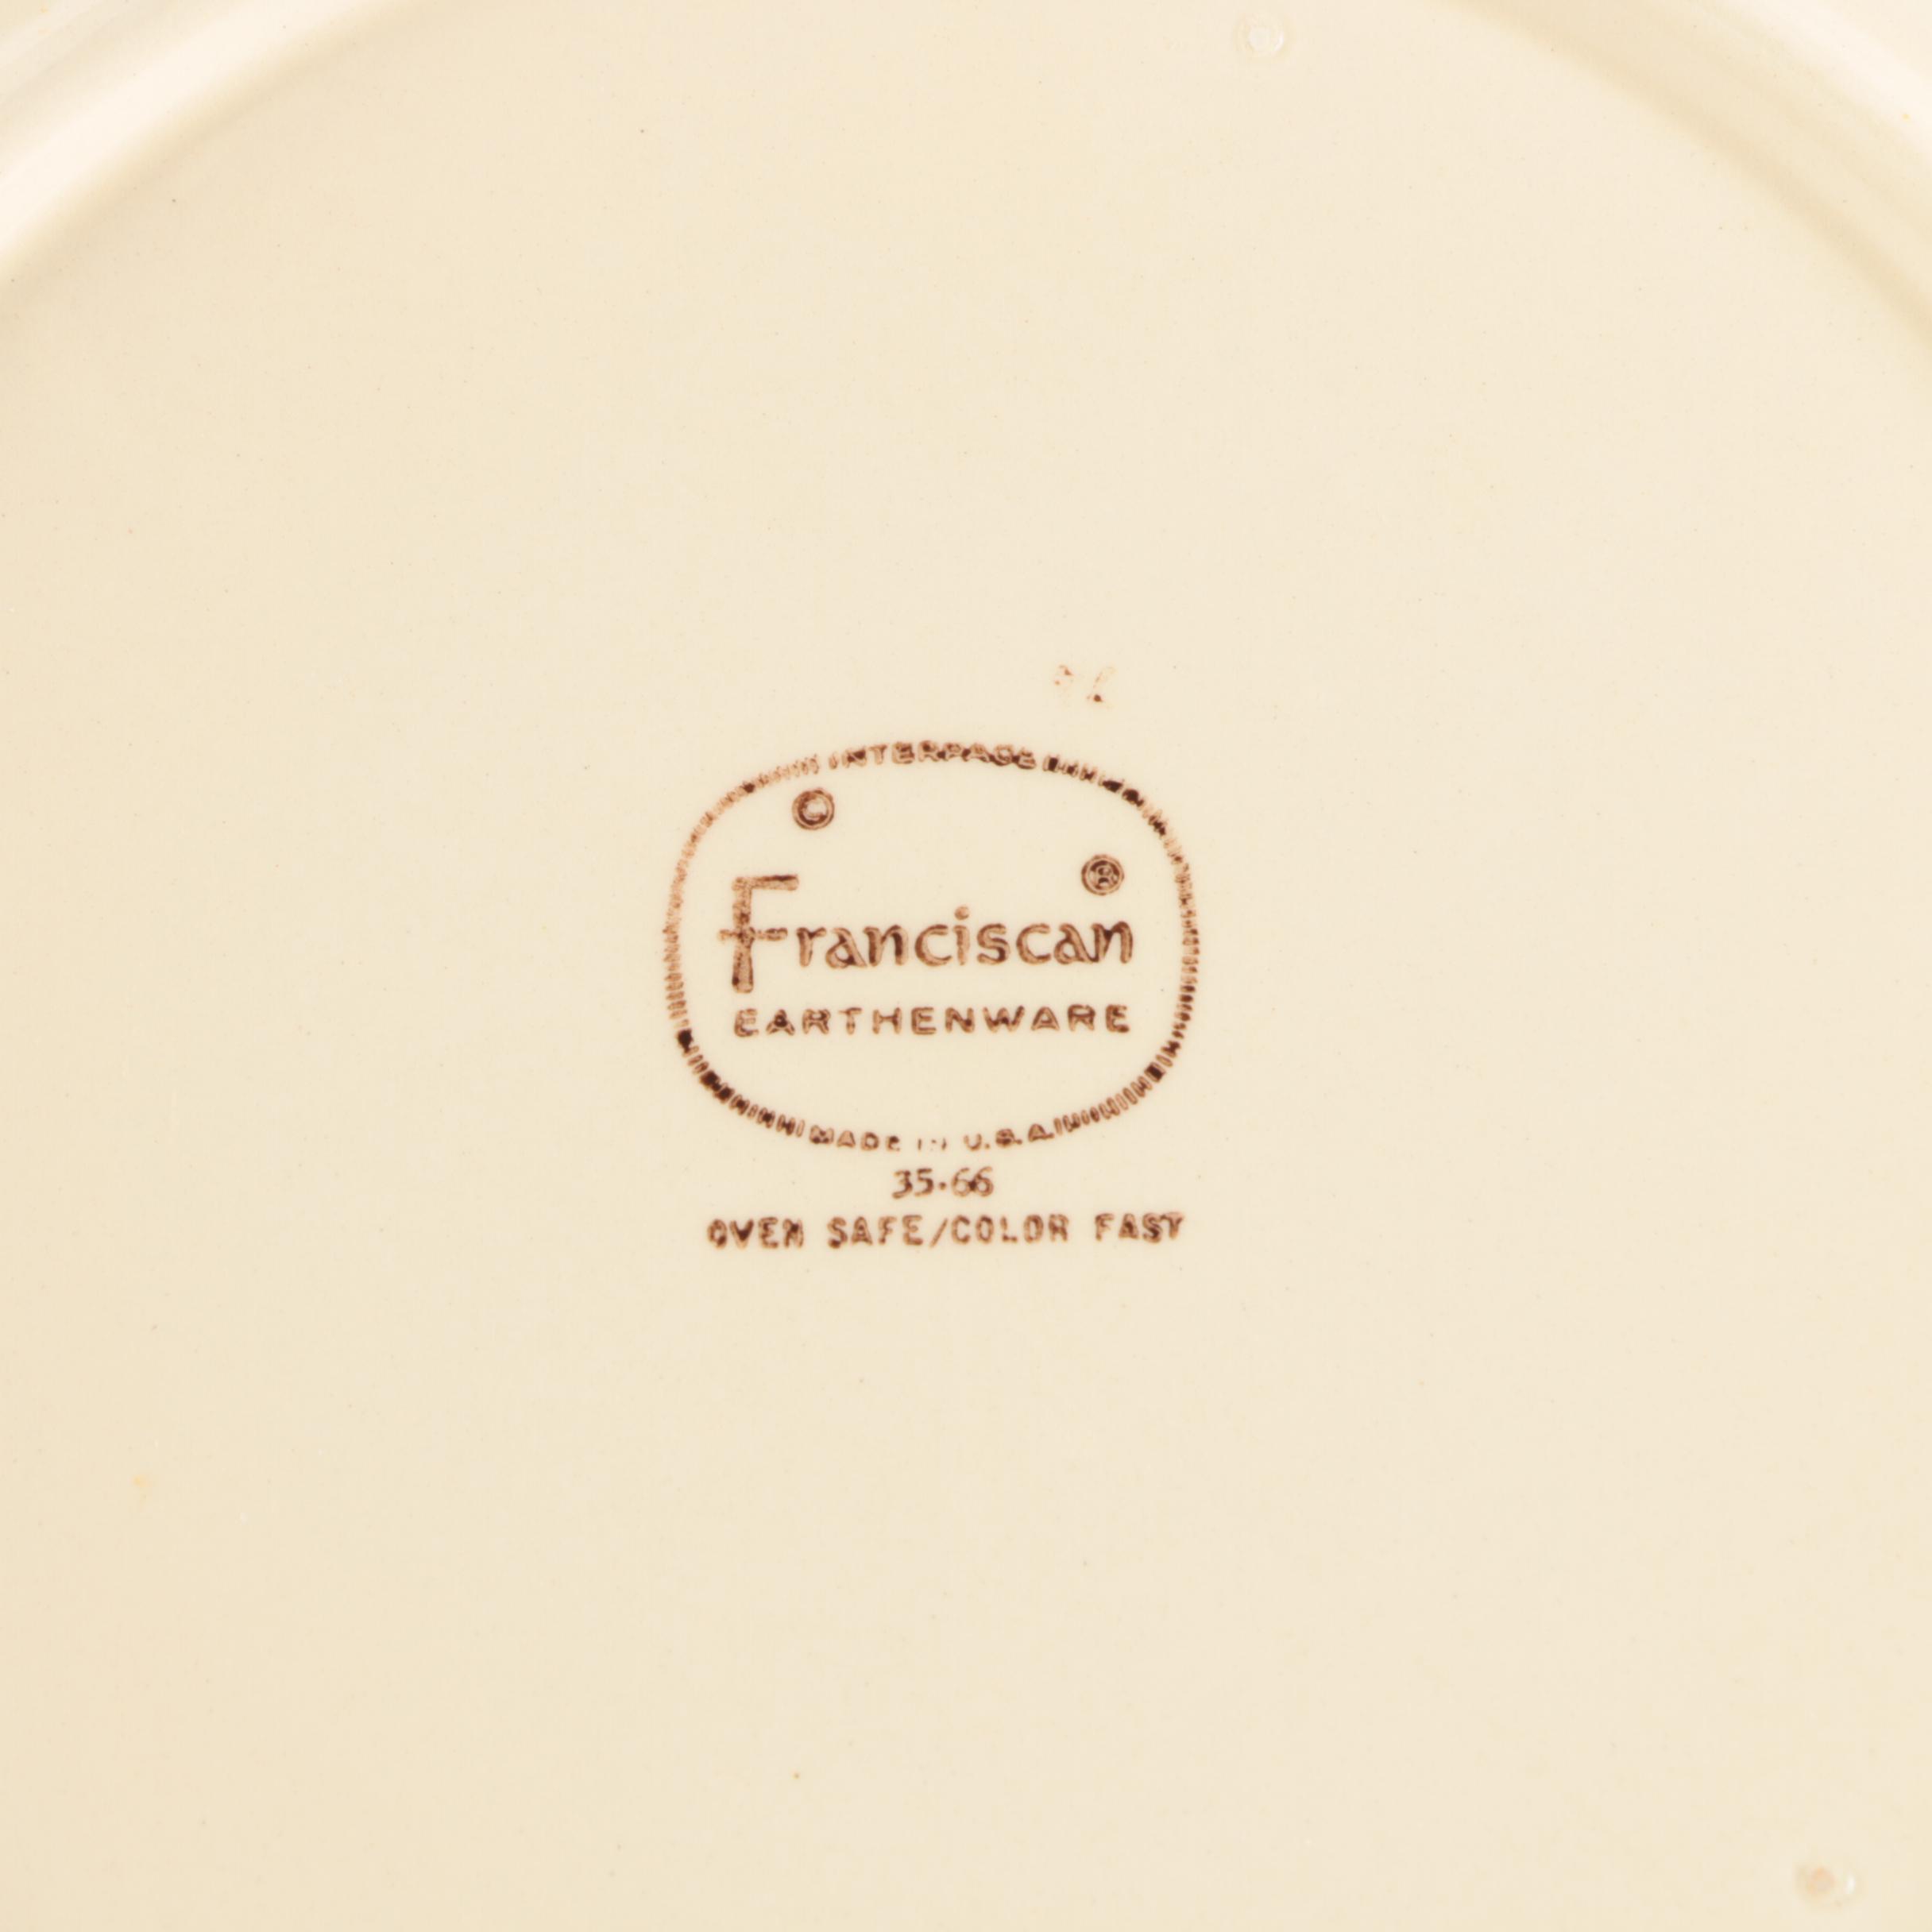 INTERPACE
©
®
Franciscan
EARTHENWARE
MADE IN U.S.A.
35-66
OVEN SAFE/COLOR FAST